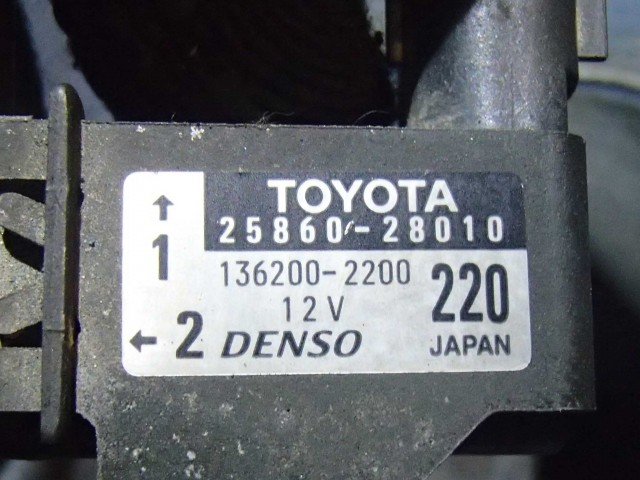 TOYOTA
25860-28010
↑
1
136200-2200
12V
220
← 2
DENSO
JAPAN